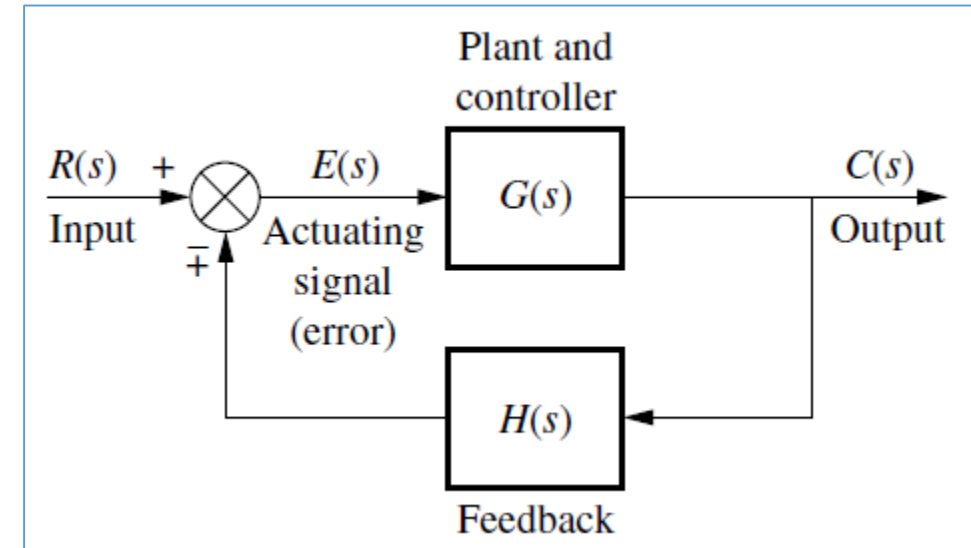 Plant and
controller
R(s) +
E(s)
G(s)
C(s)
Input
∓
Actuating
signal
(error)
Output
H(s)
Feedback